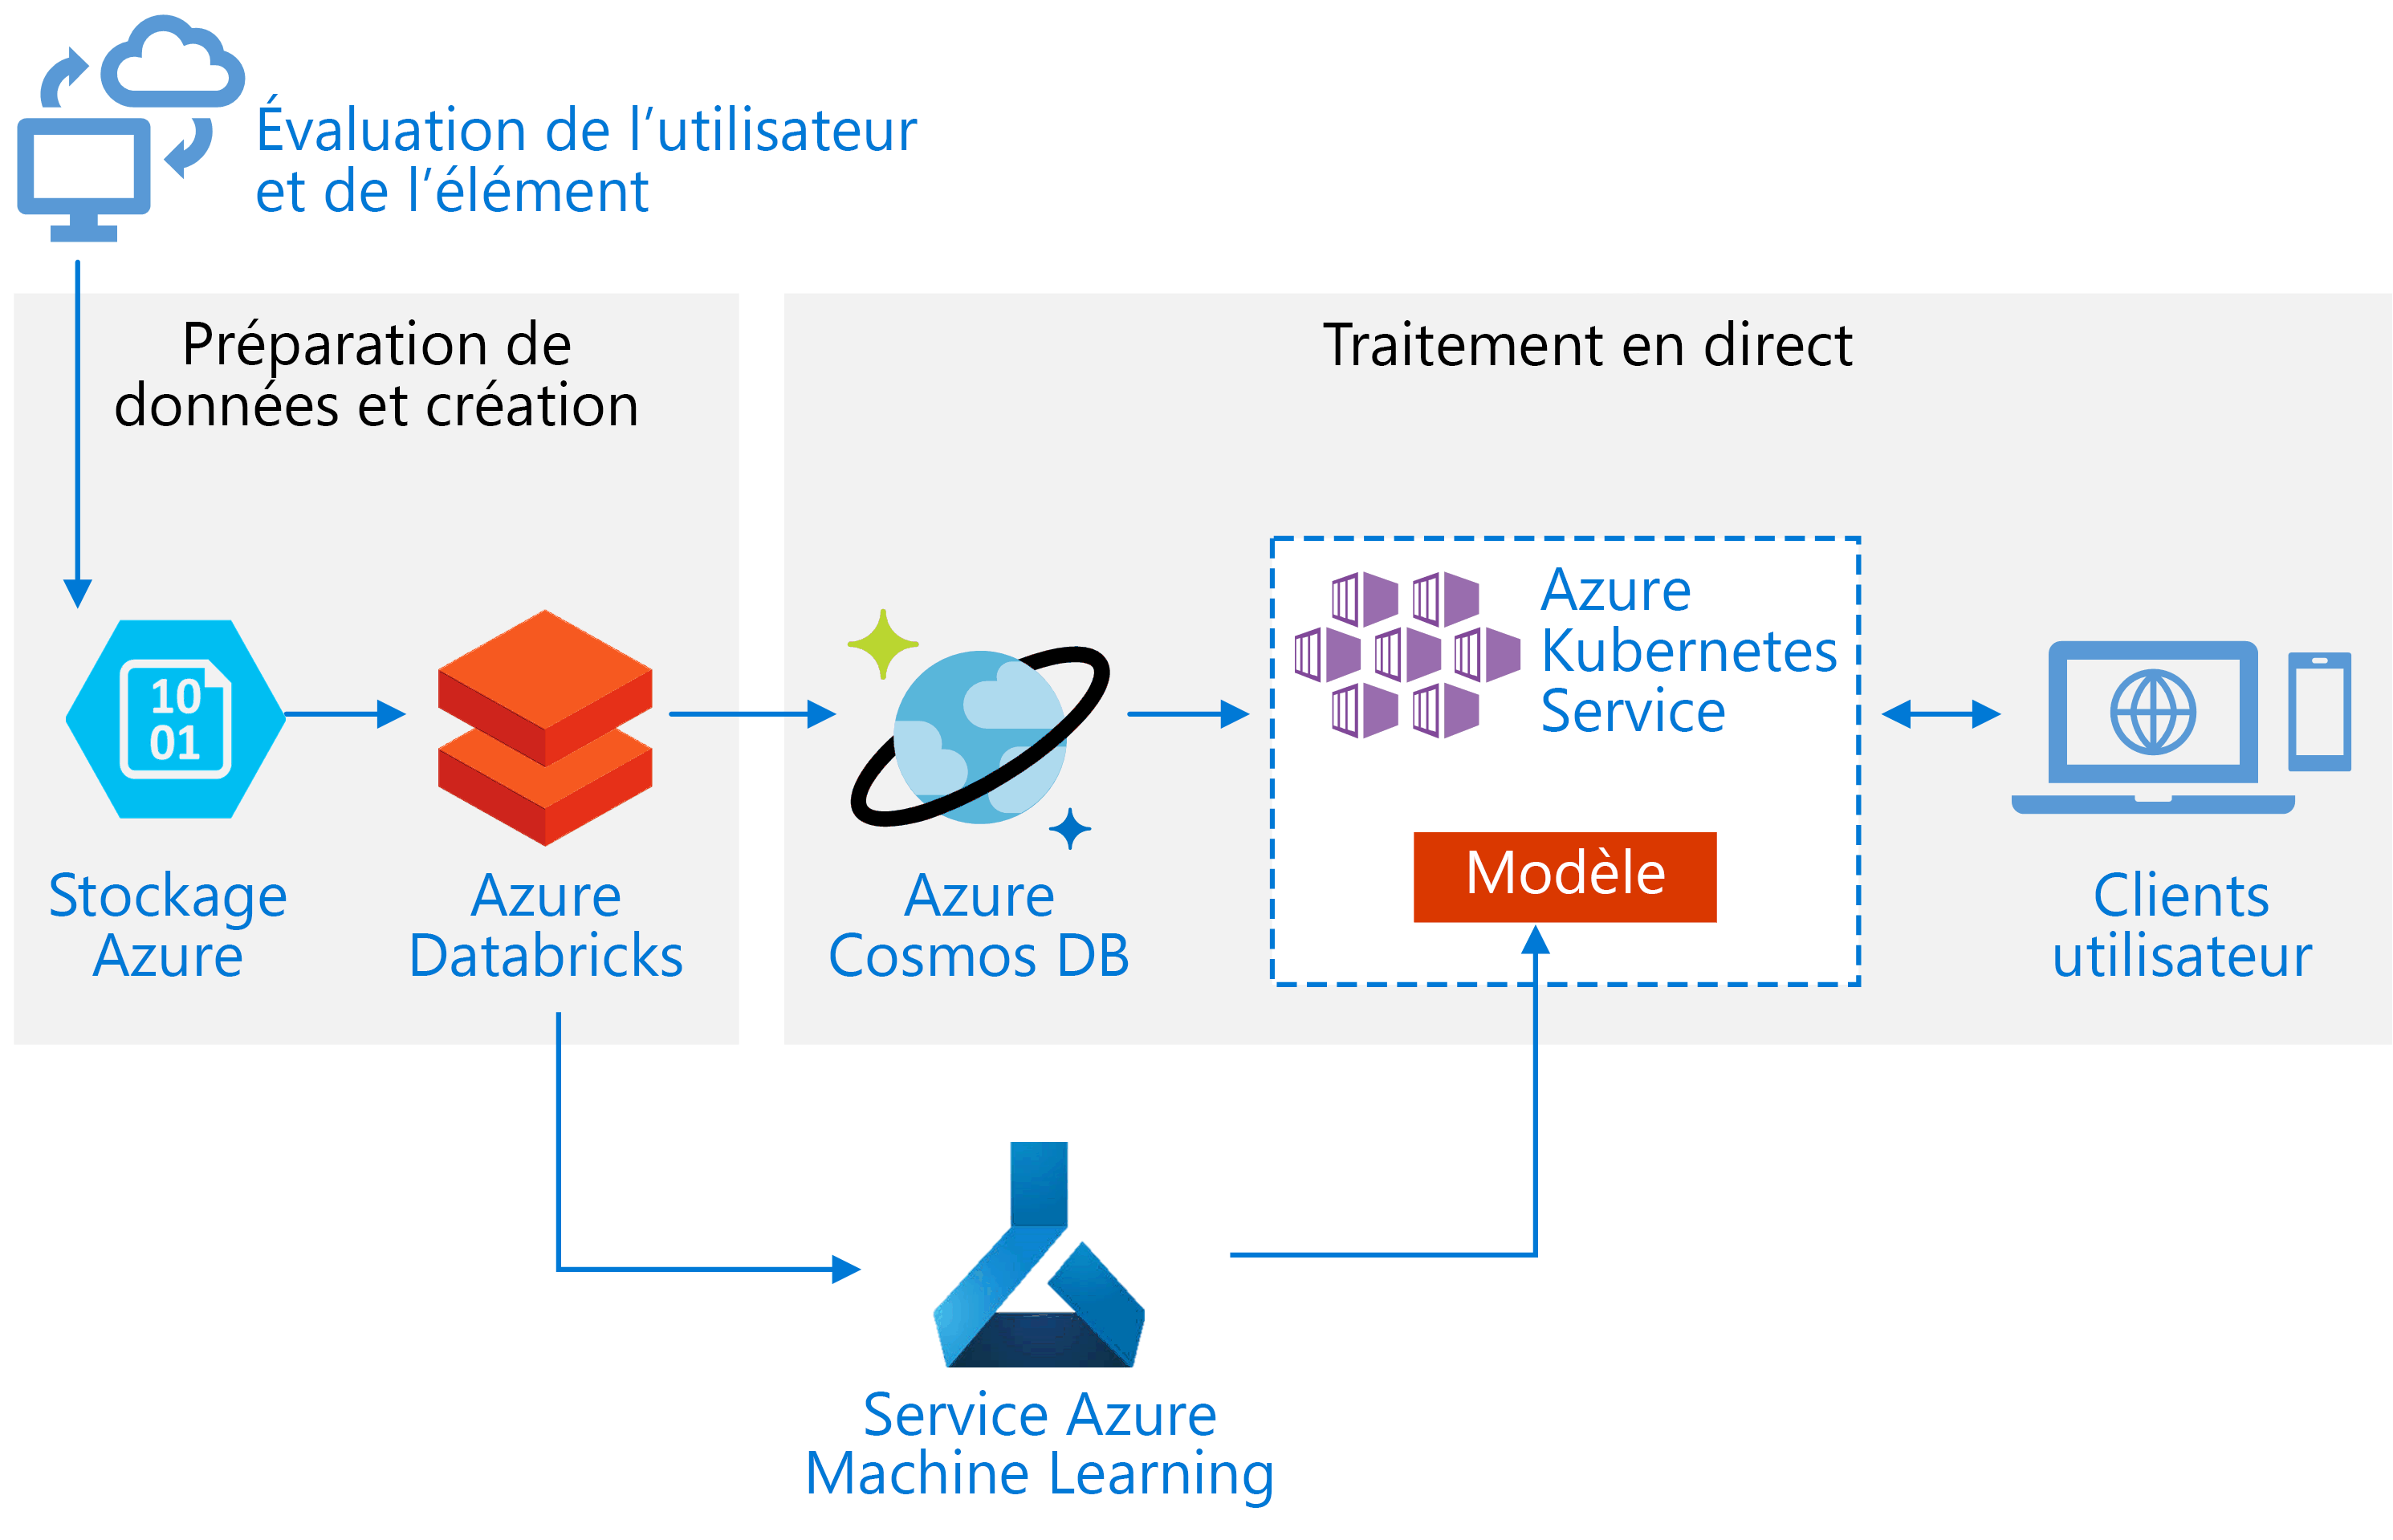 Évaluation de l’utilisateur
et de l’élément
Préparation de
données et création
Traitement en direct
10
01
Stockage
Azure
Azure
Databricks
Azure
Cosmos DB
Azure
Kubernetes
Service
Modèle
Clients
utilisateur
Service Azure
Machine Learning